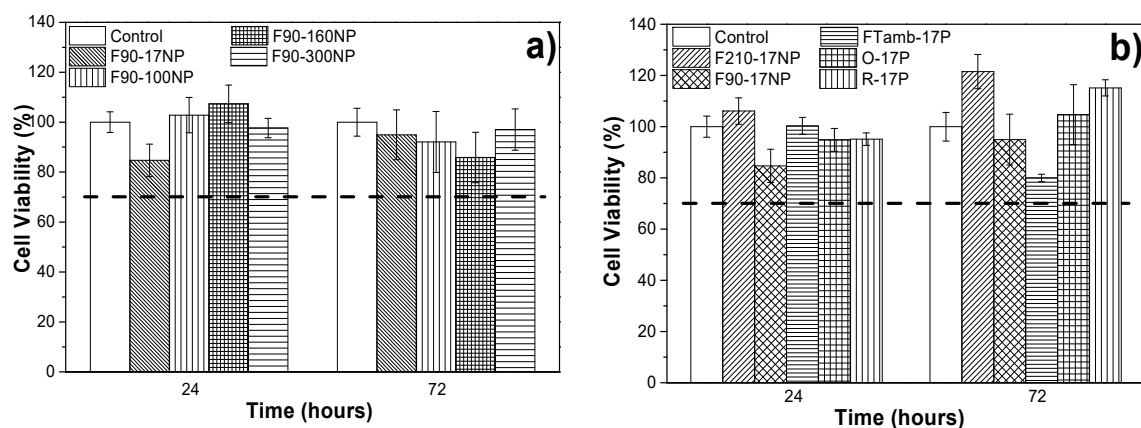 140
120
100
80
60
40
20
0
Cell Viability (%)
Control
F90-17NP
F90-100NP
F90-160NP
F90-300NP
a)
24
72
Time (hours)
140
120
100
80
60
40
20
0
Cell Viability (%)
Control
F210-17NP
F90-17NP
FTamb-17P
O-17P
R-17P
b)
24
72
Time (hours)